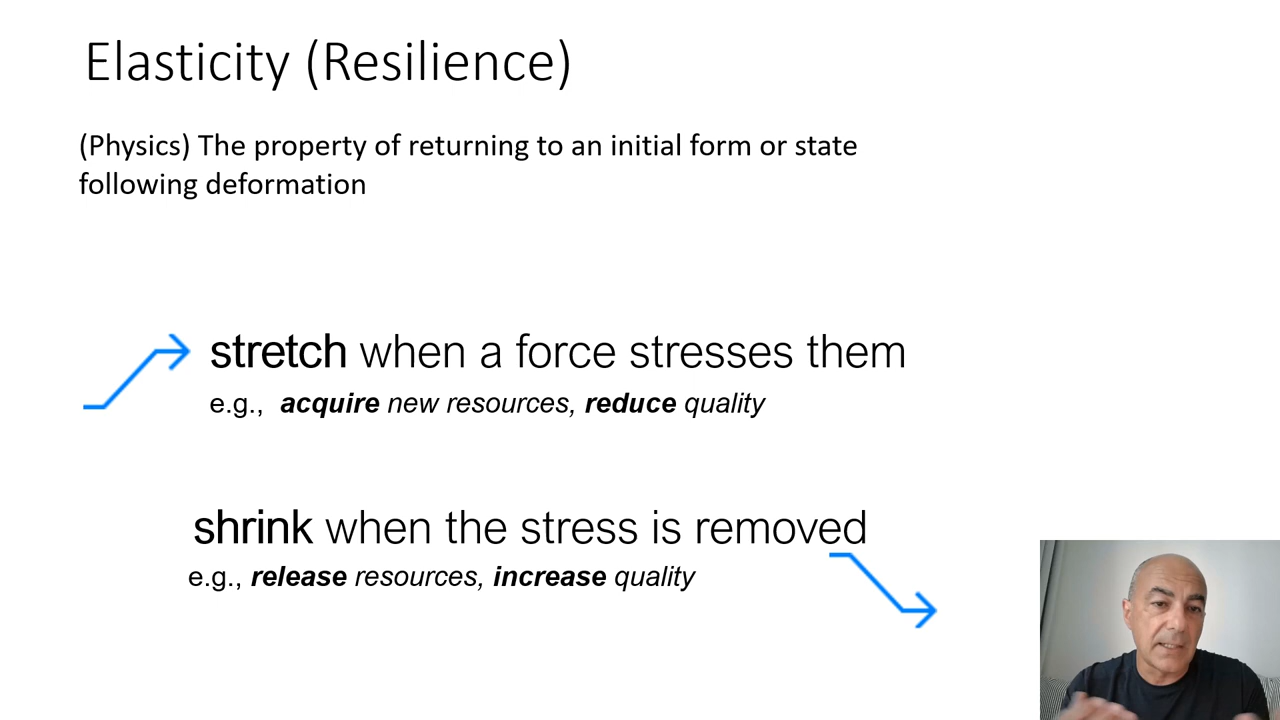 Elasticity (Resilience)
(Physics) The property of returning to an initial form or state
following deformation
stretch when a force stresses them
e.g., acquire new resources, reduce quality
shrink when the stress is removed
e.g., release resources, increase quality